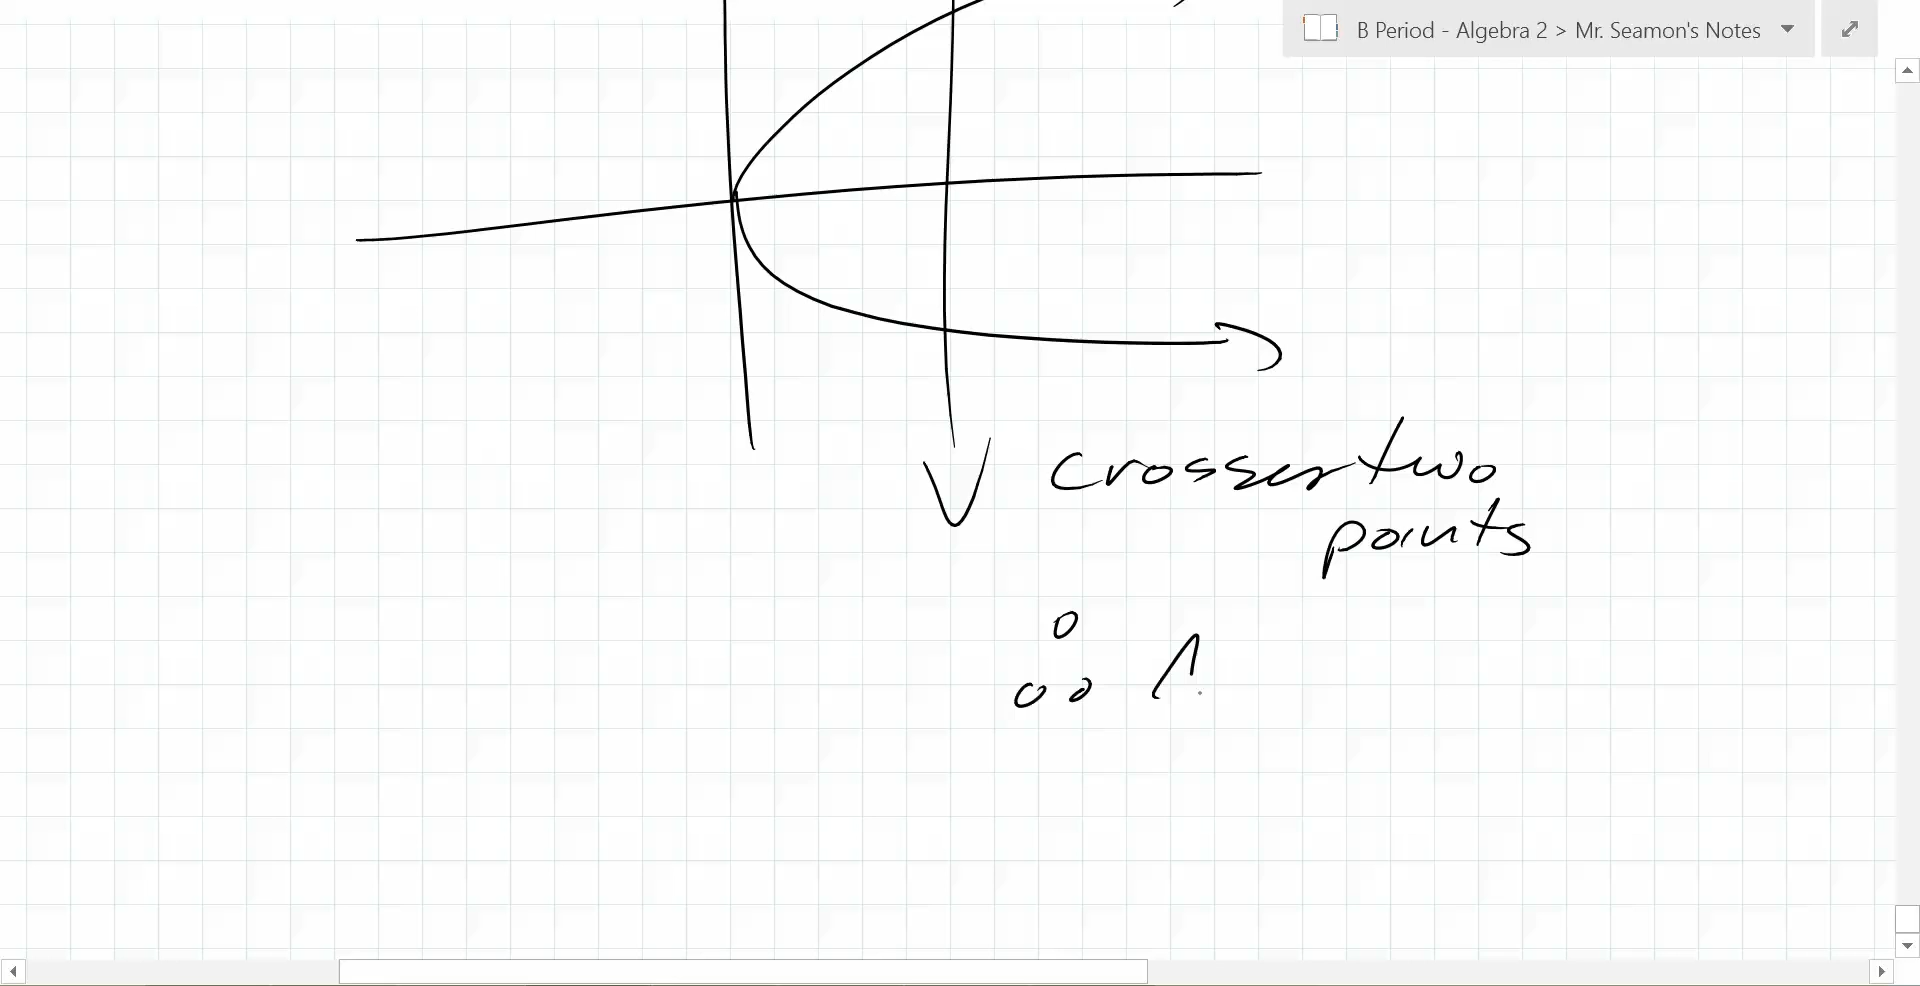 B Period - Algebra 2 > Mr. Seamon's Notes
crosses two
points
∴